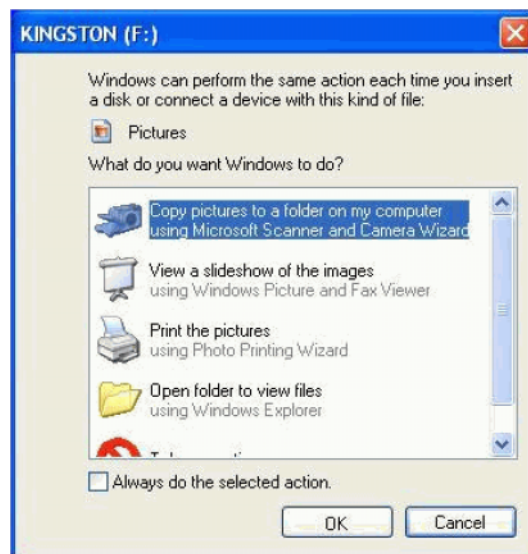 KINGSTON (F:)
Windows can perform the same action each time you insert
a disk or connect a device with this kind of file:
Pictures
What do you want Windows to do?
Copy pictures to a folder on my computer
using Microsoft Scanner and Camera Wizard
View a slideshow of the images
using Windows Picture and Fax Viewer
Print the pictures
using Photo Printing Wizard
Open folder to view files
using Windows Explorer
Always do the selected action.
OK
Cancel